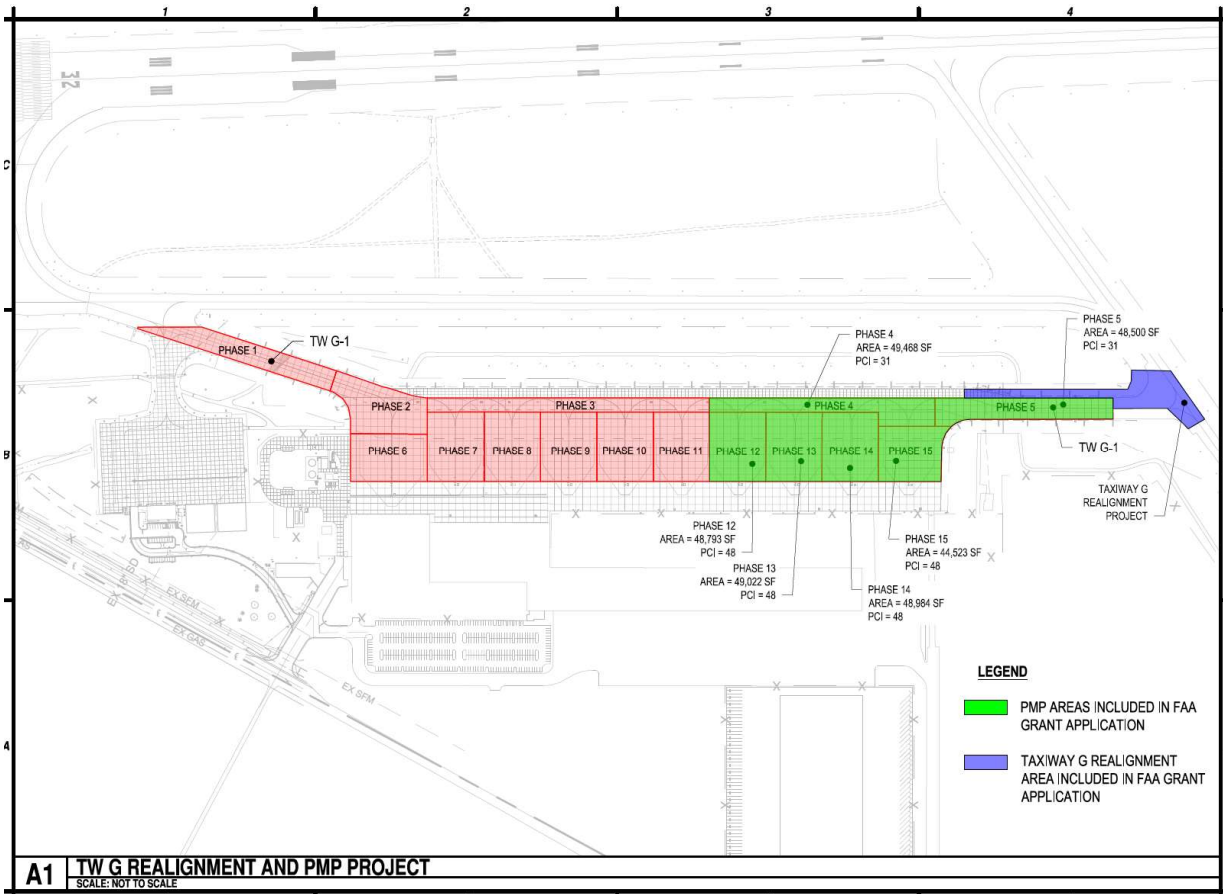 1
2
3
4
C
B
A
32
PHASE 1
TW G-1
PHASE 2
PHASE 3
PHASE 4
AREA = 49,468 SF
PCI = 31
PHASE 5
AREA = 48,500 SF
PCI = 31
PHASE 4
PHASE 5
TW G-1
PHASE 6
PHASE 7
PHASE 8
PHASE 9
PHASE 10
PHASE 11
PHASE 12
PHASE 13
PHASE 14
PHASE 15
TAXIWAY G
REALIGNMENT
PROJECT
PHASE 12
AREA = 48,793 SF
PCI = 48
PHASE 13
AREA = 49,022 SF
PCI = 48
PHASE 15
AREA = 44,523 SF
PCI = 48
PHASE 14
AREA = 48,984 SF
PCI = 48
EX 8" SD
EX SFM
EX GAS
EX SFM
LEGEND
PMP AREAS INCLUDED IN FAA
GRANT APPLICATION
TAXIWAY G REALIGNMENT
AREA INCLUDED IN FAA GRANT
APPLICATION
A1
TW G REALIGNMENT AND PMP PROJECT
SCALE: NOT TO SCALE